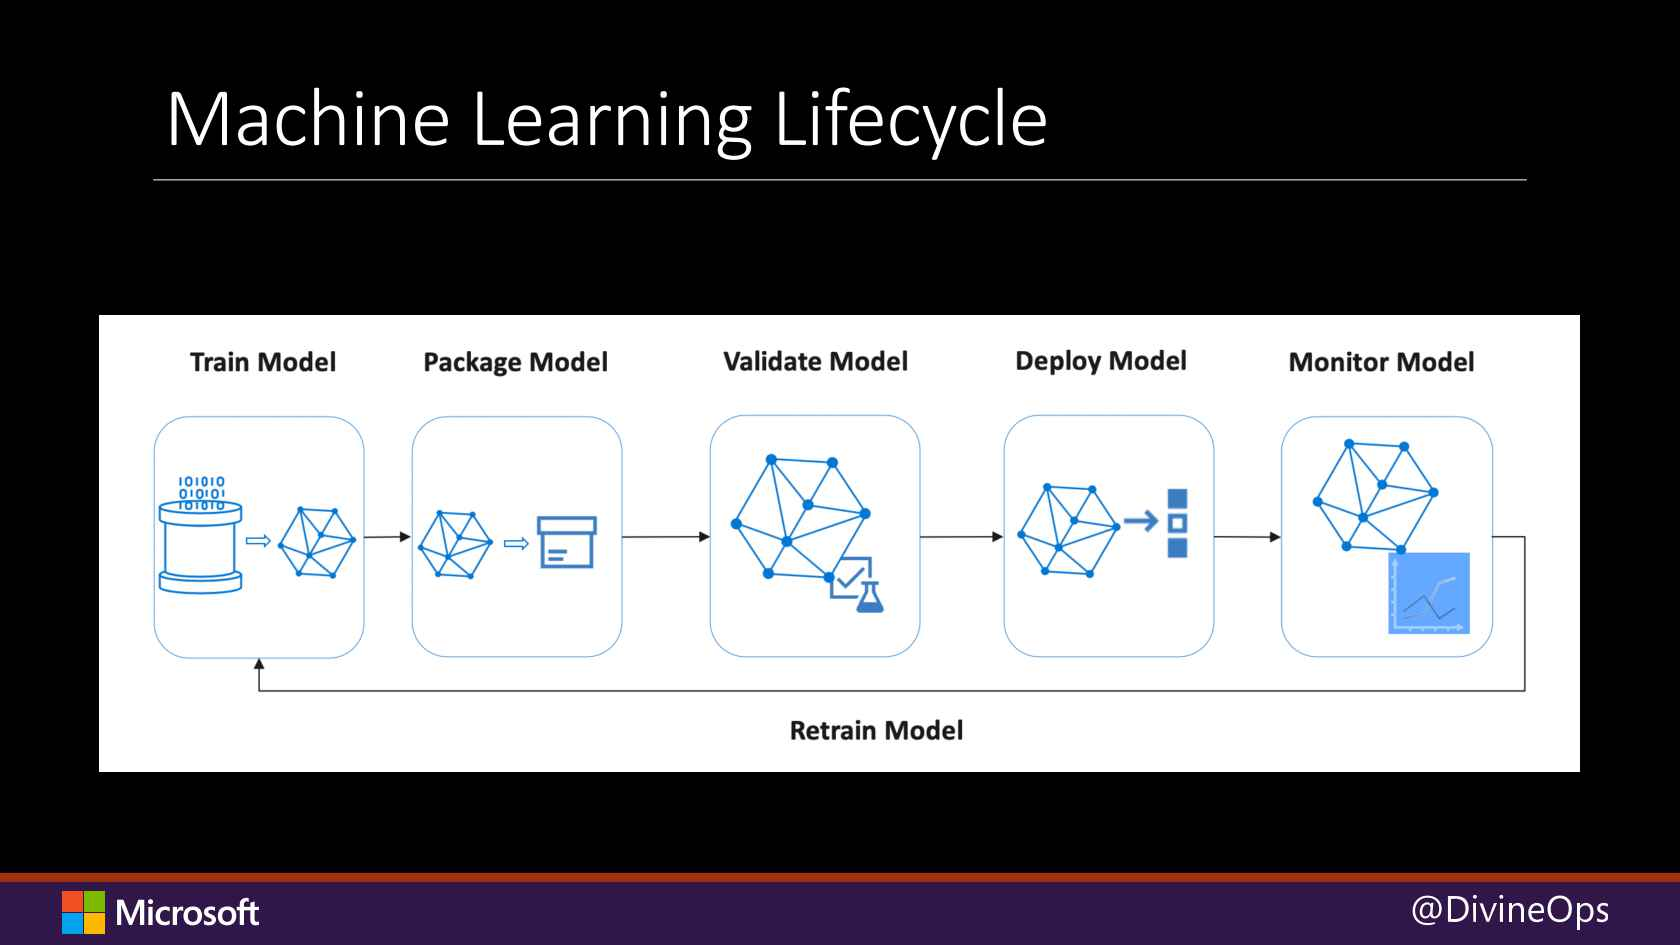 Machine Learning Lifecycle
Train Model
Package Model
Validate Model
Deploy Model
Monitor Model
101010
010101
101010
Retrain Model
Microsoft
@DivineOps